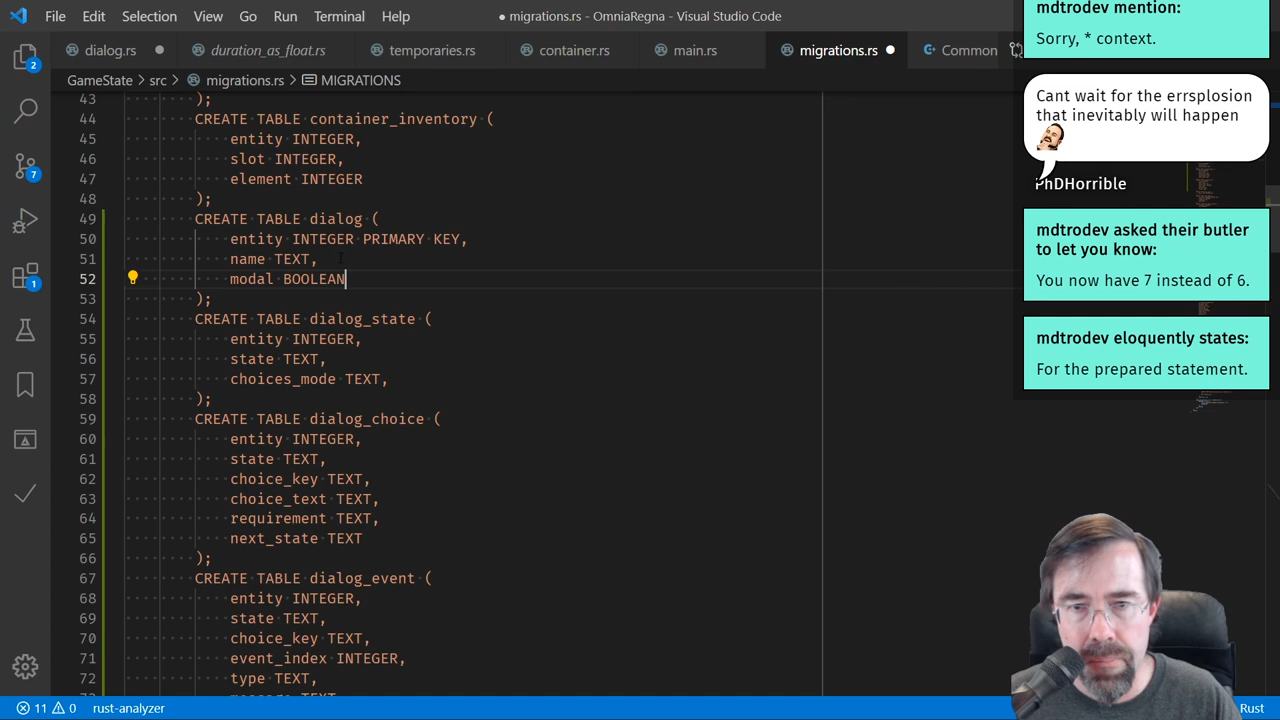 File Edit Selection View Go Run Terminal Help
● migrations.rs - OmniaRegna - Visual Studio Code
dialog.rs ● duration_as_float.rs temporaries.rs container.rs main.rs migrations.rs ● Common
GameState > src > migrations.rs > MIGRATIONS
43 );
44 CREATE TABLE container_inventory (
45 entity INTEGER,
46 slot INTEGER,
47 element INTEGER
48 );
49 CREATE TABLE dialog (
50 entity INTEGER PRIMARY KEY,
51 name TEXT,
52 modal BOOLEAN
53 );
54 CREATE TABLE dialog_state (
55 entity INTEGER,
56 state TEXT,
57 choices_mode TEXT,
58 );
59 CREATE TABLE dialog_choice (
60 entity INTEGER,
61 state TEXT,
62 choice_key TEXT,
63 choice_text TEXT,
64 requirement TEXT,
65 next_state TEXT
66 );
67 CREATE TABLE dialog_event (
68 entity INTEGER,
69 state TEXT,
70 choice_key TEXT,
71 event_index INTEGER,
72 type TEXT,
73 message TEXT
2
7
1
mdtrodev mention:
Sorry, * context.
Cant wait for the errsplosion
that inevitably will happen
PhDHorrible
mdtrodev asked their butler
to let you know:
You now have 7 instead of 6.
mdtrodev eloquently states:
For the prepared statement.
11 0 rust-analyzer
Rust